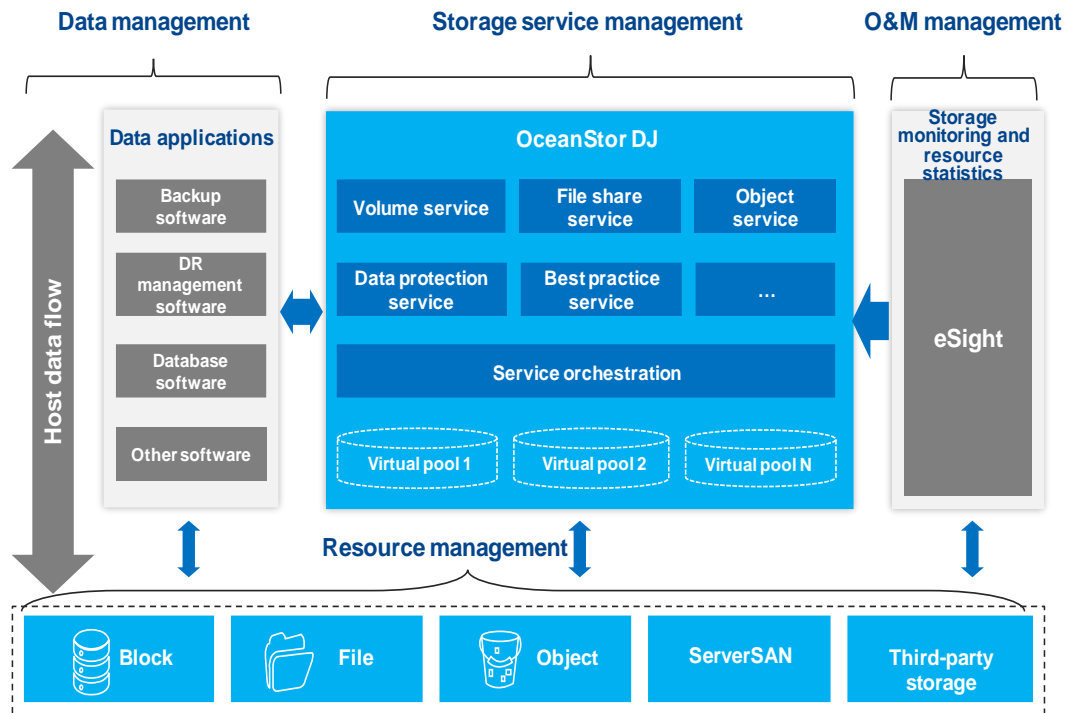 Data management
Storage service management
O&M management
Host data flow
Data applications
Backup
software
DR
management
software
Database
software
Other software
OceanStor DJ
Volume service
File share
service
Object
service
Data protection
service
Best practice
service
...
Service orchestration
Virtual pool 1
Virtual pool 2
Virtual pool N
Storage
monitoring and
resource
statistics
eSight
Resource management
Block
File
Object
ServerSAN
Third-party
storage